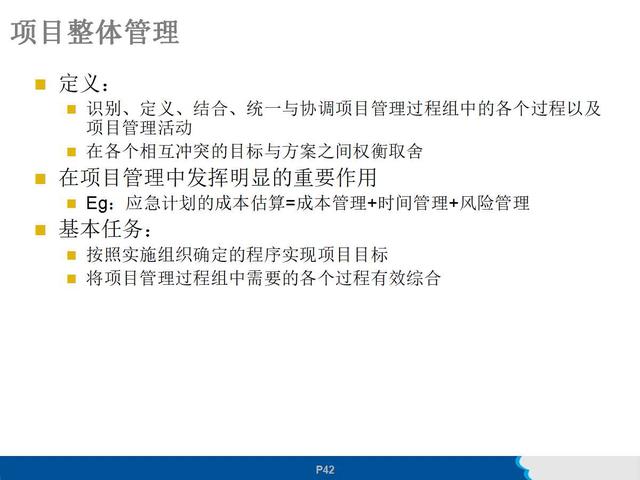 项目整体管理
定义：
识别、定义、结合、统一与协调项目管理过程组中的各个过程以及
项目管理活动
在各个相互冲突的目标与方案之间权衡取舍
在项目管理中发挥明显的重要作用
Eg：应急计划的成本估算=成本管理+时间管理+风险管理
基本任务：
按照实施组织确定的程序实现项目目标
将项目管理过程组中需要的各个过程有效综合
P42